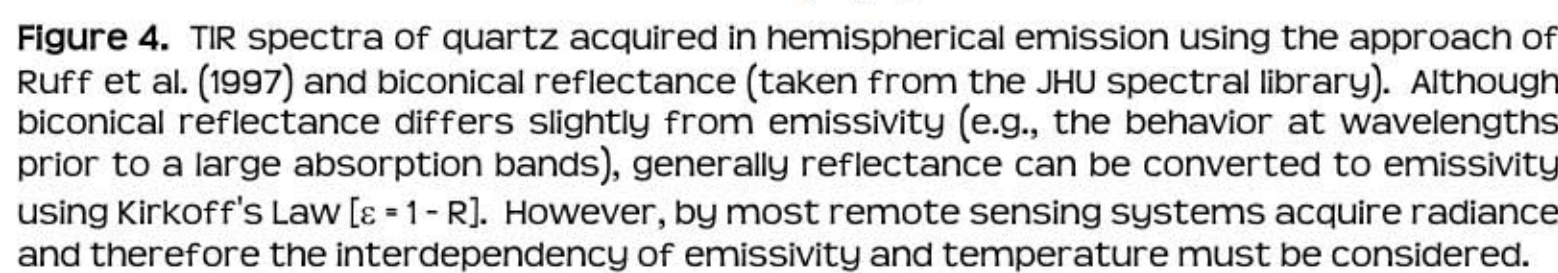 Figure 4. TIR spectra of quartz acquired in hemispherical emission using the approach of
Ruff et al. (1997) and biconical reflectance (taken from the JHU spectral library). Although
biconical reflectance differs slightly from emissivity (e.g., the behavior at wavelengths
prior to a large absorption bands), generally reflectance can be converted to emissivity
using Kirkoff's Law [ε = 1 - R]. However, by most remote sensing systems acquire radiance
and therefore the interdependency of emissivity and temperature must be considered.